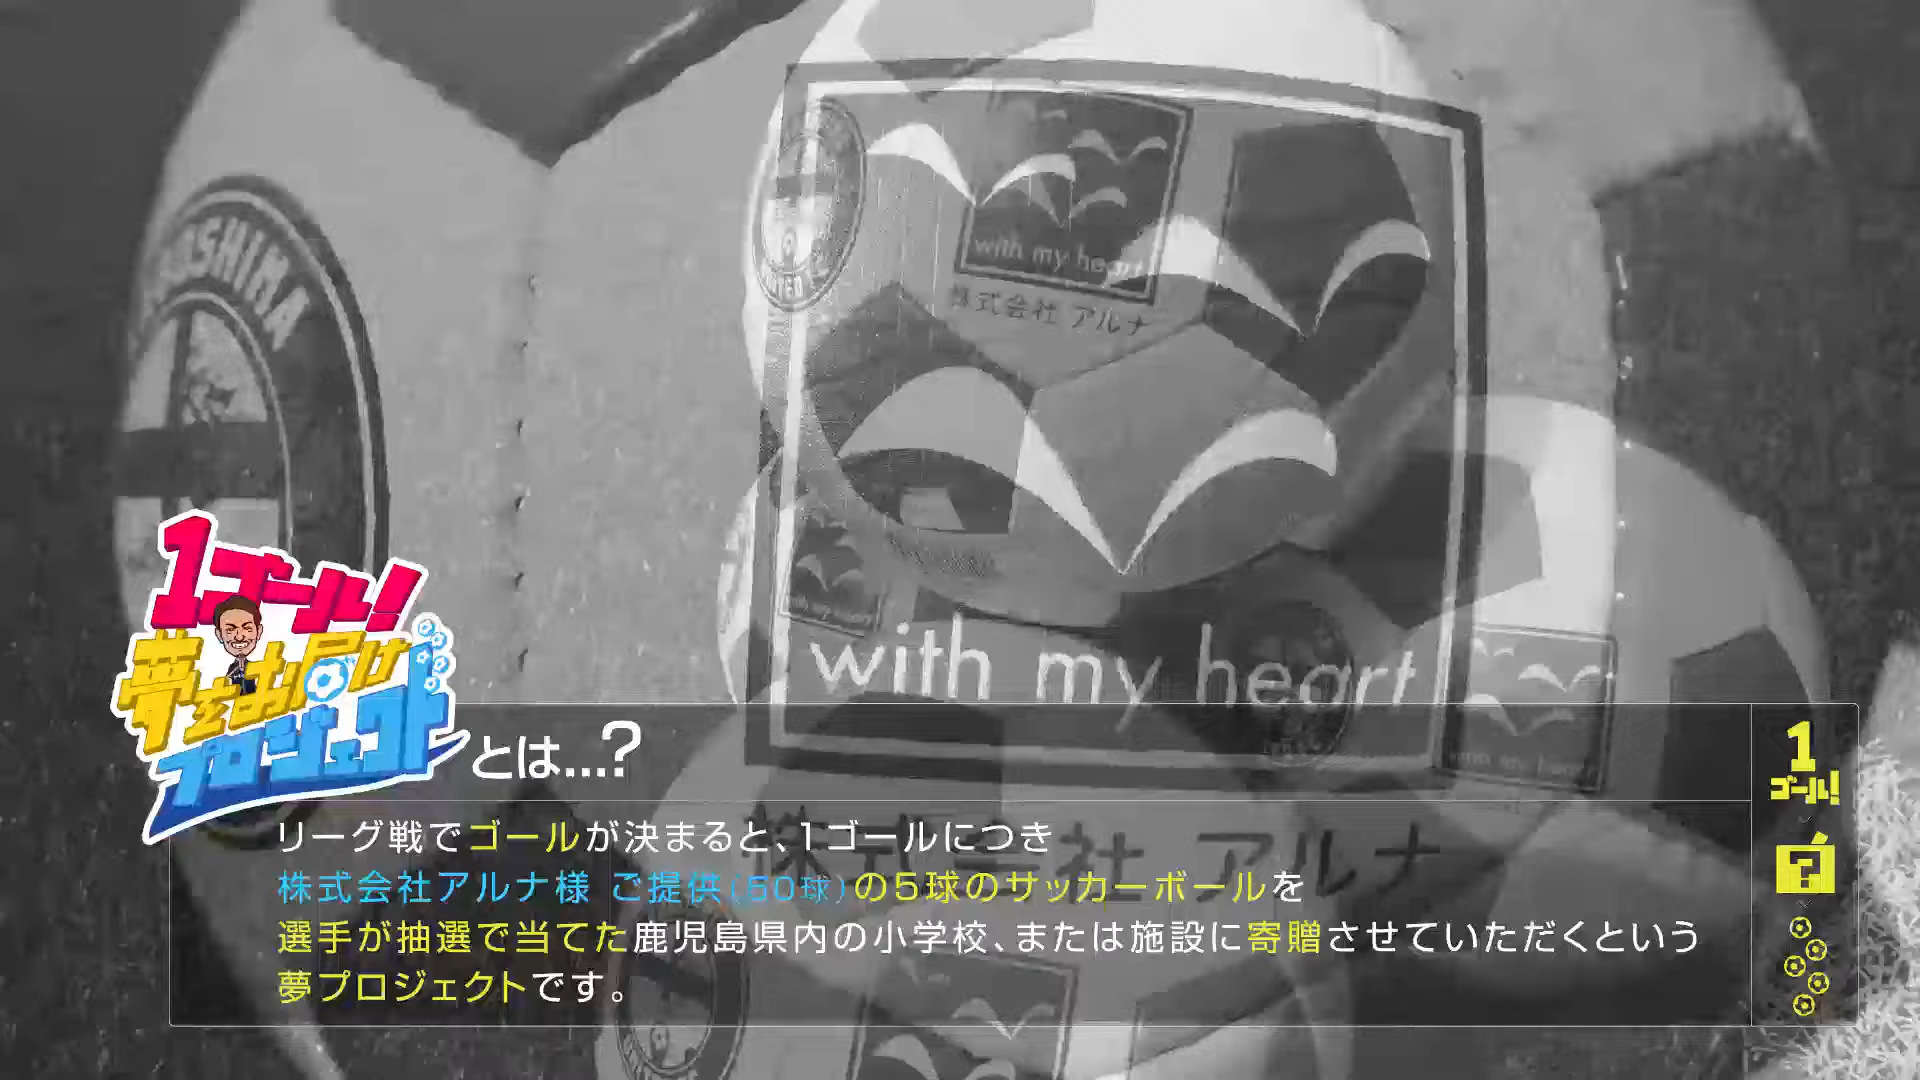 with my heart
株式会社 アルナ
OSHIMA
with my heart
株式会社 アルナ
with my heart
1ゴール!
夢をお届け
プロジェクト
とは...?
リーグ戦でゴールが決まると、1ゴールにつき
株式会社アルナ様 ご提供(50球)の5球のサッカーボールを
選手が抽選で当てた鹿児島県内の小学校、または施設に寄贈させていただくという
夢プロジェクトです。
1
ゴール!
?